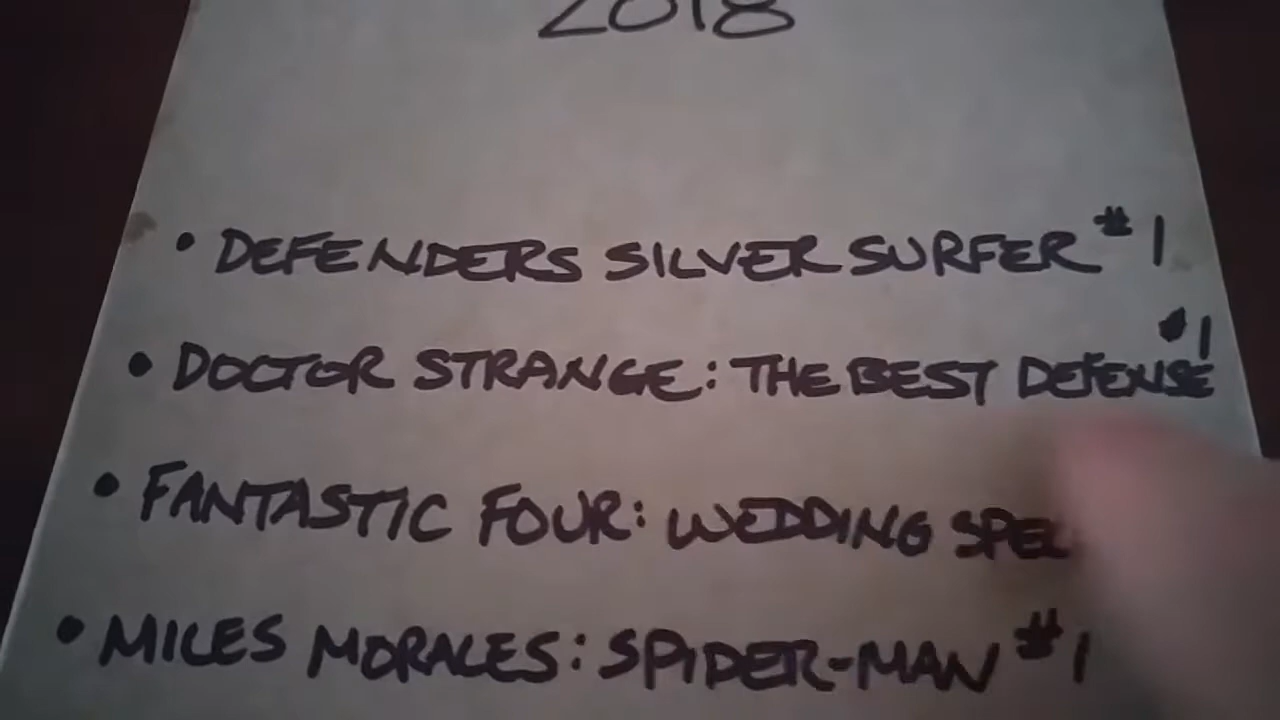 2018
• DEFENDERS SILVER SURFER #1
• DOCTOR STRANGE: THE BEST DEFENSE #1
• FANTASTIC FOUR: WEDDING
• MILES MORALES: SPIDER-MAN #1